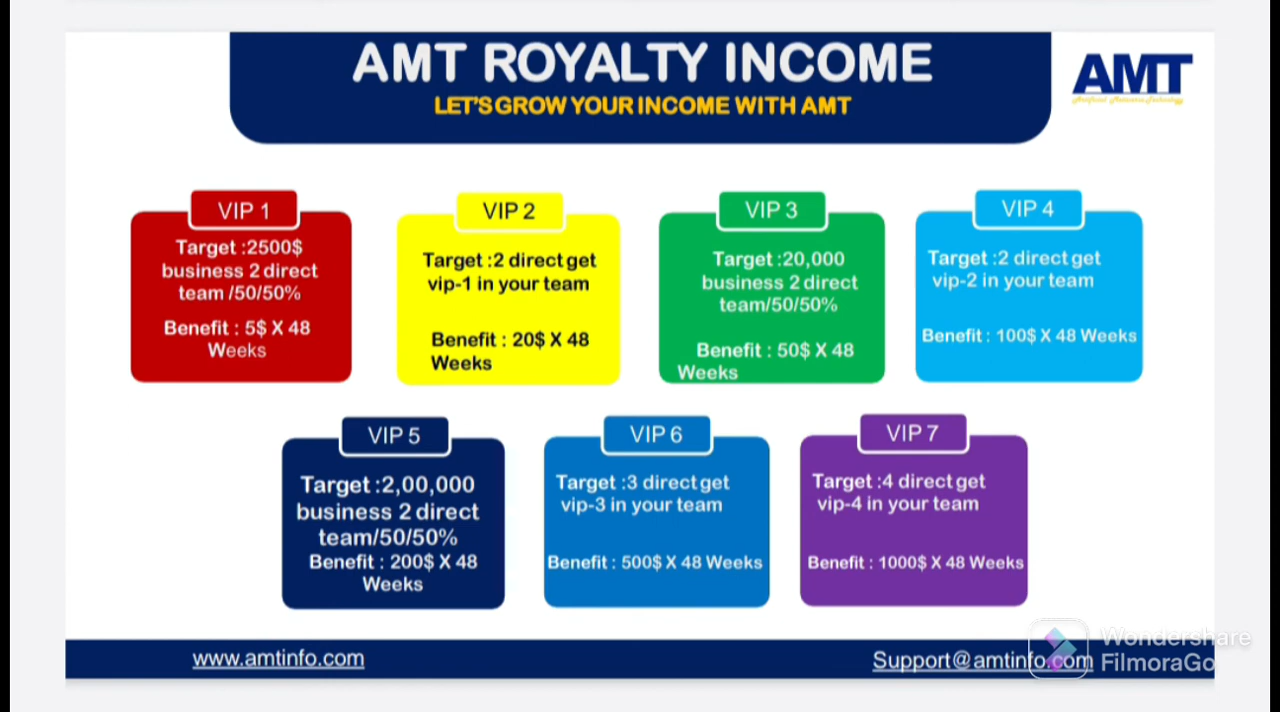 AMT ROYALTY INCOME
LET'S GROW YOUR INCOME WITH AMT
AMT
Artificial Metaverse Technology
VIP 1
Target :2500$
business 2 direct
team /50/50%
Benefit : 5$ X 48
Weeks
VIP 2
Target :2 direct get
vip-1 in your team
Benefit : 20$ X 48
Weeks
VIP 3
Target :20,000
business 2 direct
team/50/50%
Benefit : 50$ X 48
Weeks
VIP 4
Target :2 direct get
vip-2 in your team
Benefit : 100$ X 48 Weeks
VIP 5
Target :2,00,000
business 2 direct
team/50/50%
Benefit : 200$ X 48
Weeks
VIP 6
Target :3 direct get
vip-3 in your team
Benefit : 500$ X 48 Weeks
VIP 7
Target :4 direct get
vip-4 in your team
Benefit : 1000$ X 48 Weeks
www.amtinfo.com
Support@amtinfo.com
Wondershare
FilmoraGo